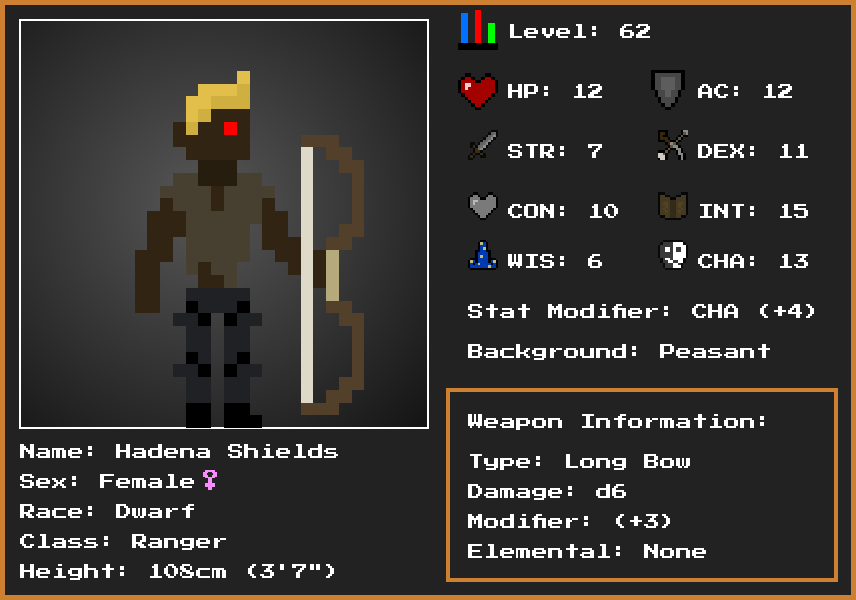 Level: 62
HP: 12 AC: 12
STR: 7 DEX: 11
CON: 10 INT: 15
WIS: 6 CHA: 13
Stat Modifier: CHA (+4)
Background: Peasant
Weapon Information:
Type: Long Bow
Damage: d6
Modifier: (+3)
Elemental: None
Name: Hadena Shields
Sex: Female♀
Race: Dwarf
Class: Ranger
Height: 108cm (3'7")